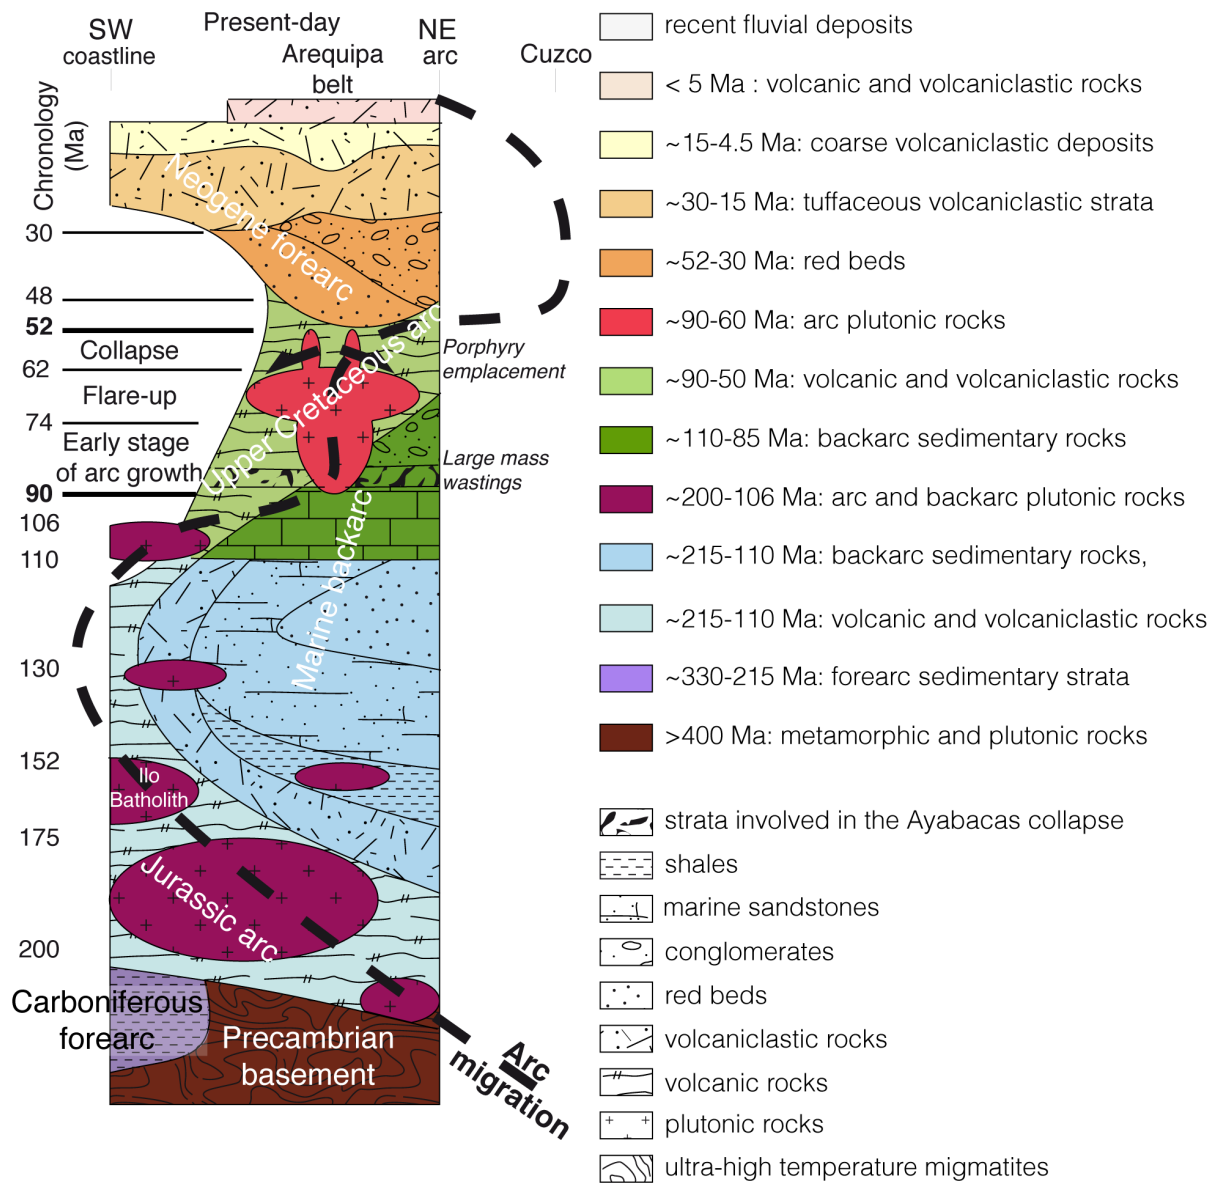 SW
coastline
Present-day
Arequipa
belt
NE
arc
Cuzco
Chronology
(Ma)
30
48
52
Collapse
62
Flare-up
74
Early stage
of arc growth
90
106
110
130
152
175
200
Neogene forearc
Upper Cretaceous arc
Porphyry
emplacement
Large mass
wastings
Marine backarc
Ilo
Batholith
Jurassic arc
Carboniferous
forearc
Precambrian
basement
Arc
migration
recent fluvial deposits
< 5 Ma : volcanic and volcaniclastic rocks
~15-4.5 Ma: coarse volcaniclastic deposits
~30-15 Ma: tuffaceous volcaniclastic strata
~52-30 Ma: red beds
~90-60 Ma: arc plutonic rocks
~90-50 Ma: volcanic and volcaniclastic rocks
~110-85 Ma: backarc sedimentary rocks
~200-106 Ma: arc and backarc plutonic rocks
~215-110 Ma: backarc sedimentary rocks,
~215-110 Ma: volcanic and volcaniclastic rocks
~330-215 Ma: forearc sedimentary strata
>400 Ma: metamorphic and plutonic rocks
strata involved in the Ayabacas collapse
shales
marine sandstones
conglomerates
red beds
volcaniclastic rocks
volcanic rocks
plutonic rocks
ultra-high temperature migmatites